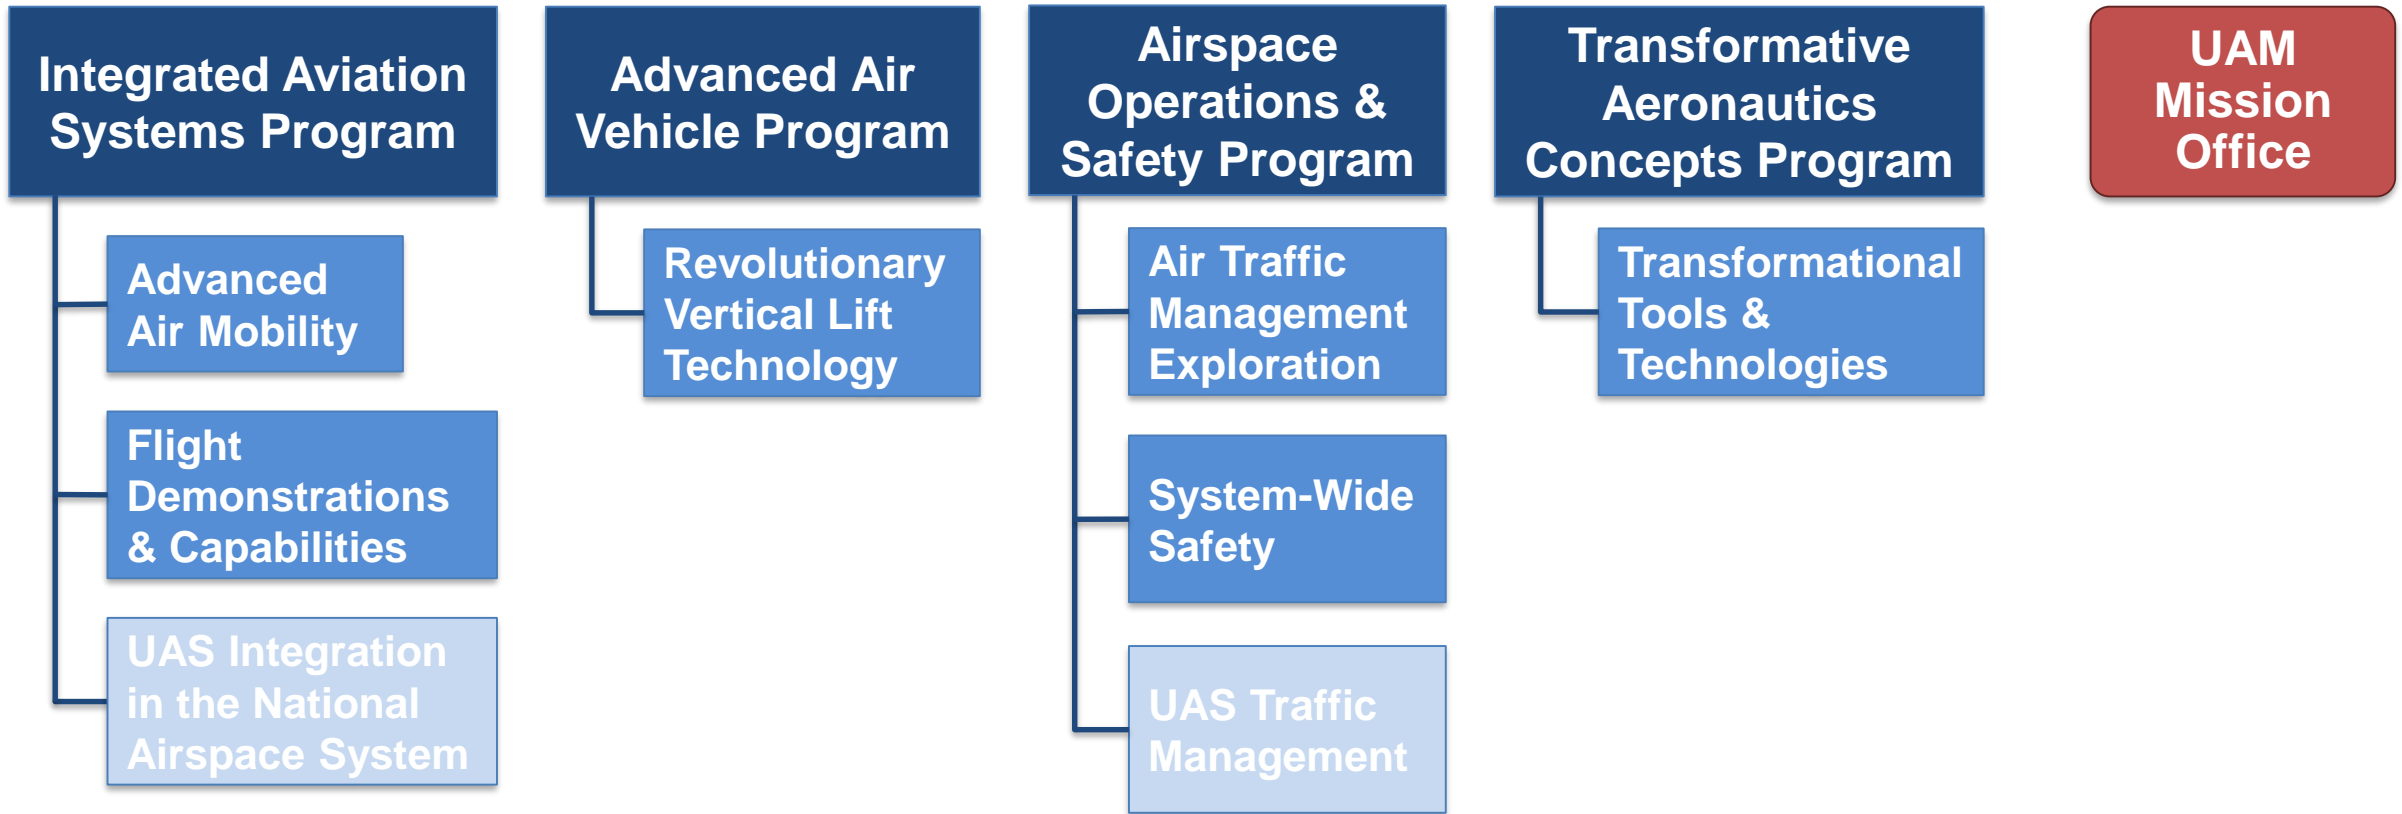 Integrated Aviation
Systems Program
Advanced
Air Mobility
Flight
Demonstrations
& Capabilities
UAS Integration
in the National
Airspace System
Advanced Air
Vehicle Program
Revolutionary
Vertical Lift
Technology
Airspace
Operations &
Safety Program
Air Traffic
Management
Exploration
System-Wide
Safety
UAS Traffic
Management
Transformative
Aeronautics
Concepts Program
Transformational
Tools &
Technologies
UAM
Mission
Office